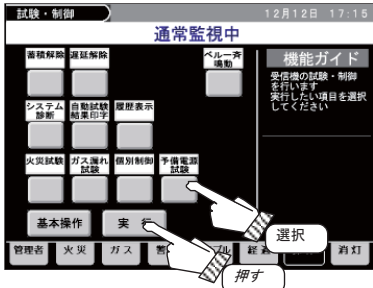 試験・制御
12月12日 17:15
通常監視中
蓄積解除 遅延解除
ベル一斉
鳴動
機能ガイド
受信機の試験・制御
を行います
実行したい項目を選択
してください
システム
診断
自動試験
結果印字
履歴表示
火災試験
ガス漏れ
試験
個別制御
予備電源
試験
基本操作 実行
選択
管理者 火災 ガス 消灯
押す